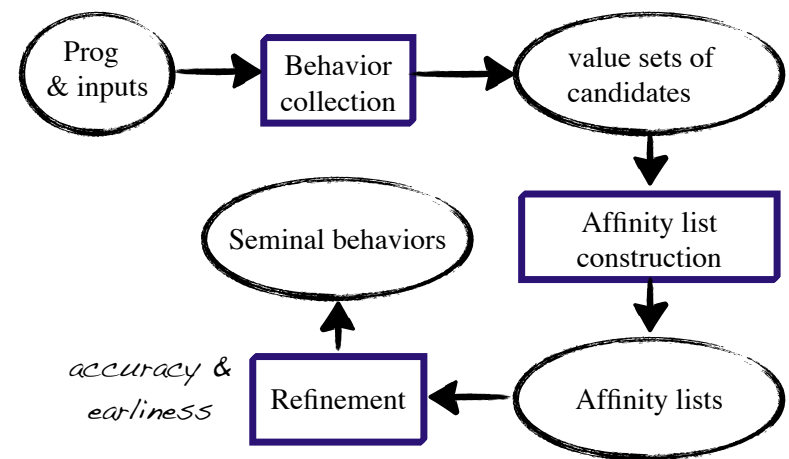 Prog
& inputs
Behavior
collection
value sets of
candidates
Affinity list
construction
Seminal behaviors
accuracy &
earliness
Refinement
Affinity lists